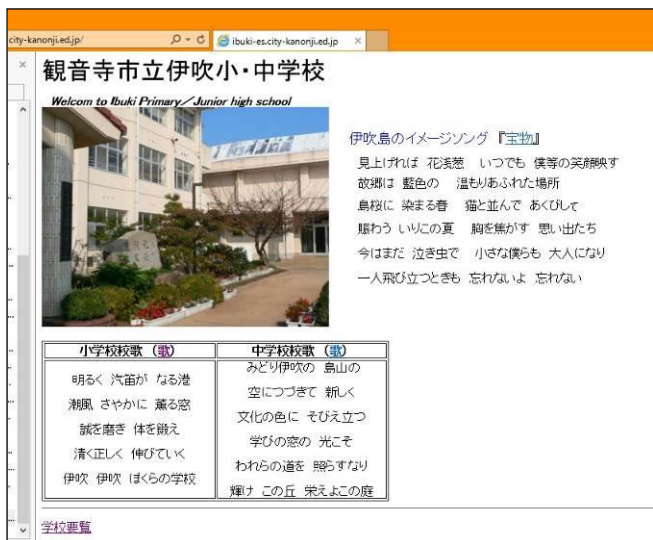 city-kanonji.ed.jp/
ibuki-es.city-kanonji.ed.jp
観音寺市立伊吹小・中学校
Welcom to Ibuki Primary／Junior high school
伊吹島のイメージソング 『宝物』
見上げれば 花浅葱 いつでも 僕等の笑顔映す
故郷は 藍色の 温もりあふれた場所
島桜に 染まる春 猫と並んで あくびして
賑わう いりこの夏 胸を焦がす 思い出たち
今はまだ 泣き虫で 小さな僕らも 大人になり
一人飛び立つときも 忘れないよ 忘れない
小学校校歌 （歌）
明るく 汽笛が なる港
潮風 さやかに 薫る窓
誠を磨き 体を鍛え
清く正しく 伸びていく
伊吹 伊吹 ぼくらの学校
中学校校歌 （歌）
みどり伊吹の 島山の
空につづきて 新しく
文化の色に そびえ立つ
学びの窓の 光こそ
われらの道を 照らすなり
輝け この丘 栄えよこの庭
学校要覧